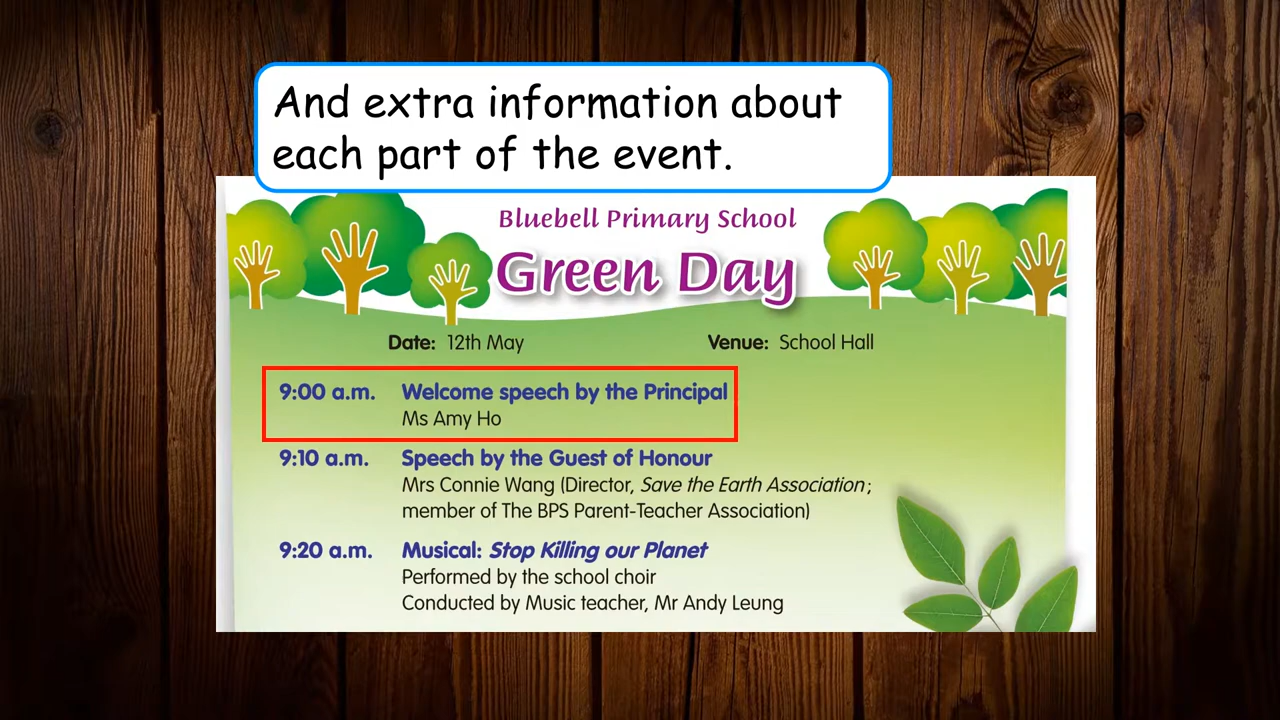 And extra information about
each part of the event.
Bluebell Primary School
Green Day
Date: 12th May Venue: School Hall
9:00 a.m. Welcome speech by the Principal
Ms Amy Ho
9:10 a.m. Speech by the Guest of Honour
Mrs Connie Wang (Director, Save the Earth Association;
member of The BPS Parent-Teacher Association)
9:20 a.m. Musical: Stop Killing our Planet
Performed by the school choir
Conducted by Music teacher, Mr Andy Leung